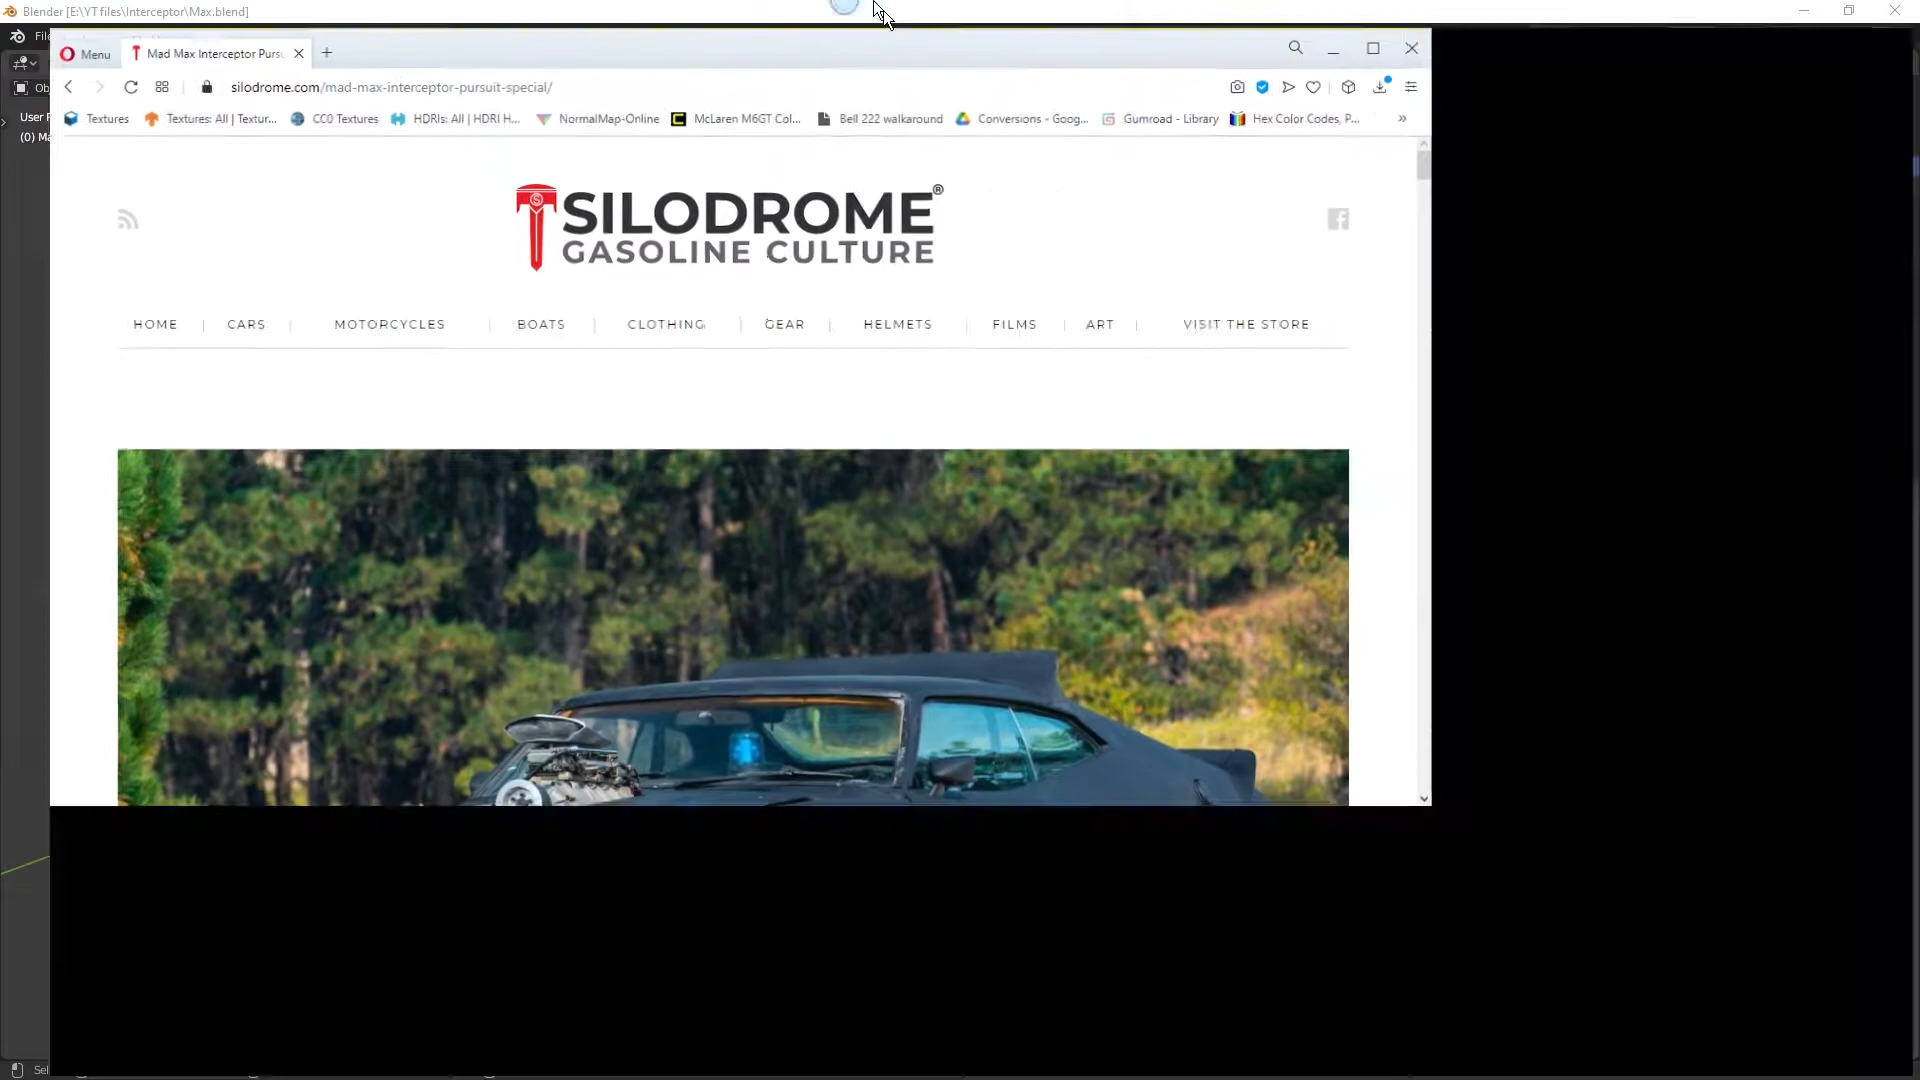 Blender [E:\YT files\Interceptor\Max.blend]
Menu
Mad Max Interceptor Purs
silodrome.com/mad-max-interceptor-pursuit-special/
Textures
Textures: All | Textur...
CC0 Textures
HDRIs: All | HDRI H...
NormalMap-Online
McLaren M6GT Col...
Bell 222 walkaround
Conversions - Goog...
Gumroad - Library
Hex Color Codes, P...
»
SILODROME®
GASOLINE CULTURE
HOME | CARS | MOTORCYCLES | BOATS | CLOTHING | GEAR | HELMETS | FILMS | ART | VISIT THE STORE